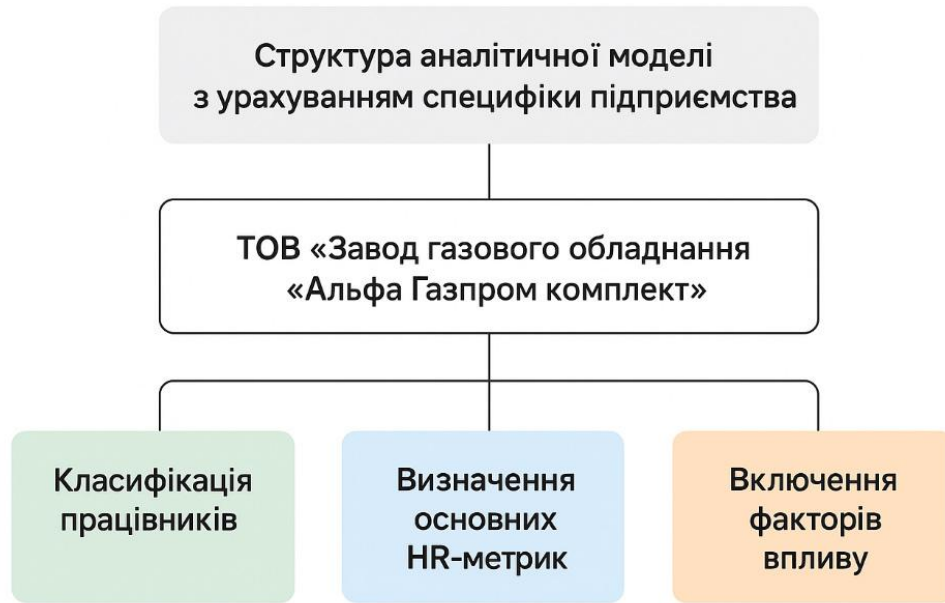 Структура аналітичної моделі
з урахуванням специфіки підприємства
ТОВ «Завод газового обладнання
«Альфа Газпром комплект»
Класифікація
працівників
Визначення
основних
HR-метрик
Включення
факторів
впливу